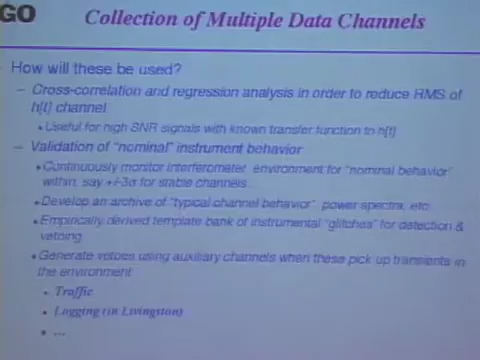 GO
Collection of Multiple Data Channels
How will these be used?
– Cross-correlation and regression analysis in order to reduce RMS of
h[t] channel
• Useful for high SNR signals with known transfer function to h[t]
– Validation of "nominal" instrument behavior
• Continuously monitor interferometer environment for "nominal behavior"
within, say +/-3σ for stable channels...
• Develop an archive of "typical channel behavior" power spectra, etc.
• Empirically derived template bank of instrumental "glitches" for detection &
vetoing
• Generate vetoes using auxiliary channels when these pick up transients in
the environment
• Traffic
• Logging (in Livingston)
• ...